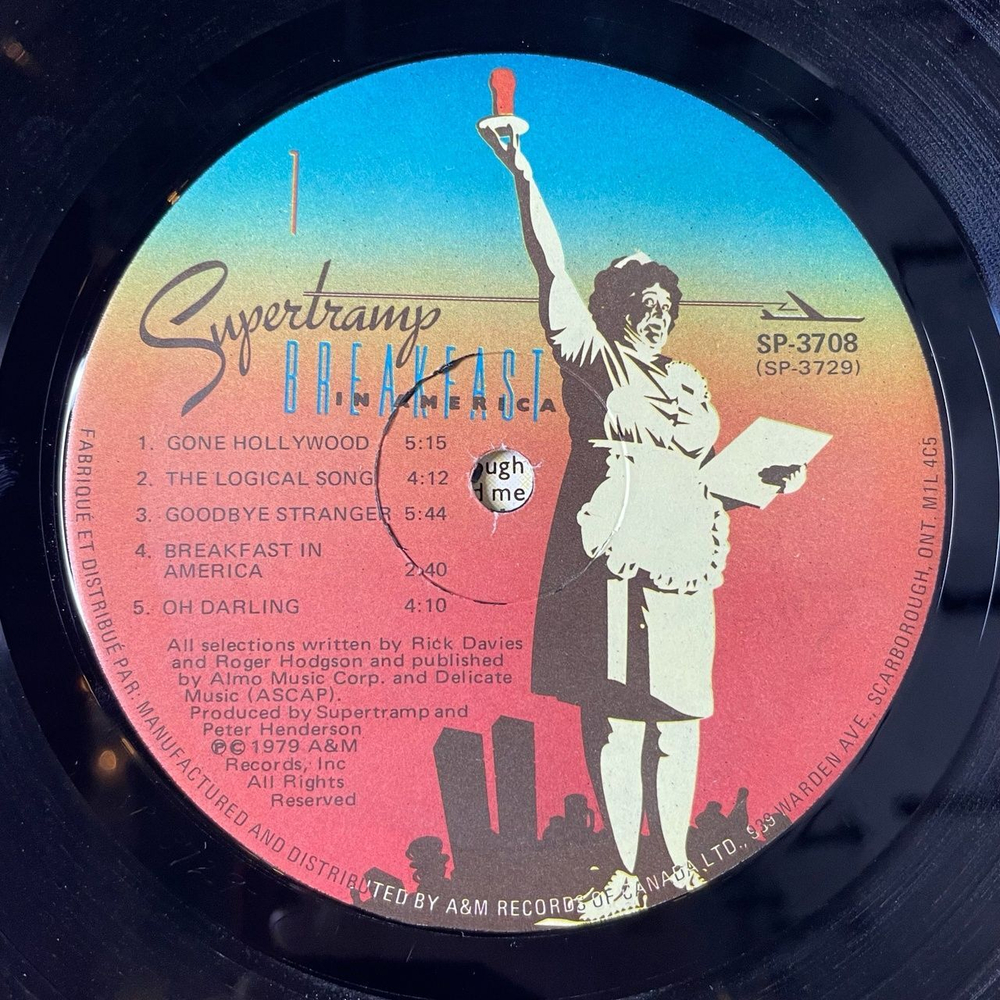 1
Supertramp
BREAKFAST
IN AMERICA
SP-3708
(SP-3729)
1. GONE HOLLYWOOD 5:15
2. THE LOGICAL SONG 4:12
3. GOODBYE STRANGER 5:44
4. BREAKFAST IN
AMERICA 2:40
5. OH DARLING 4:10
ugh
me
All selections written by Rick Davies
and Roger Hodgson and published
by Almo Music Corp. and Delicate
Music (ASCAP).
Produced by Supertramp and
Peter Henderson
℗© 1979 A&M
Records, Inc
All Rights
Reserved
FABRIQUÉ ET DISTRIBUÉ PAR: MANUFACTURED AND DISTRIBUTED BY A&M RECORDS OF CANADA LTD., 939 WARDEN AVE., SCARBOROUGH, ONT. M1L 4C5